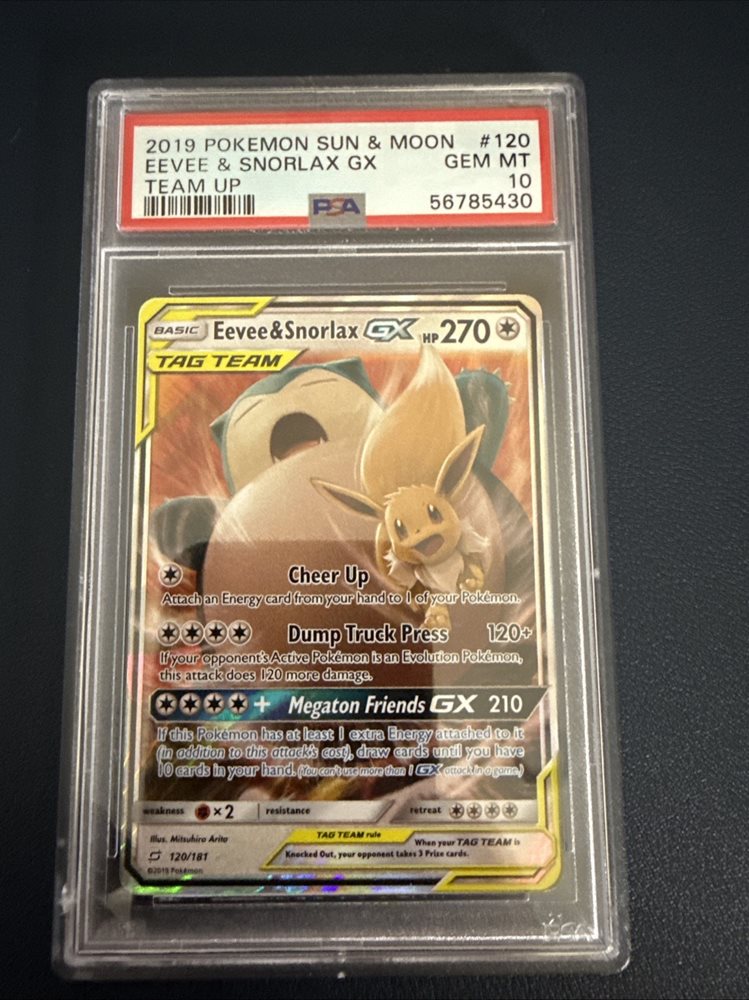 2019 POKEMON SUN & MOON #120
EEVEE & SNORLAX GX GEM MT
TEAM UP 10
PSA 56785430
BASIC Eevee&Snorlax GX HP270
TAG TEAM
Cheer Up
Attach an Energy card from your hand to 1 of your Pokémon.
Dump Truck Press 120+
If your opponent's Active Pokémon is an Evolution Pokémon,
this attack does 120 more damage.
+ Megaton Friends GX 210
If this Pokémon has at least 1 extra Energy attached to it
(in addition to this attack's cost), draw cards until you have
10 cards in your hand. (You can't use more than 1 GX attack in a game.)
weakness ×2 resistance retreat
Illus. Mitsuhiro Arita
TAG TEAM rule
When your TAG TEAM is
Knocked Out, your opponent takes 3 Prize cards.
120/181
©2019 Pokémon